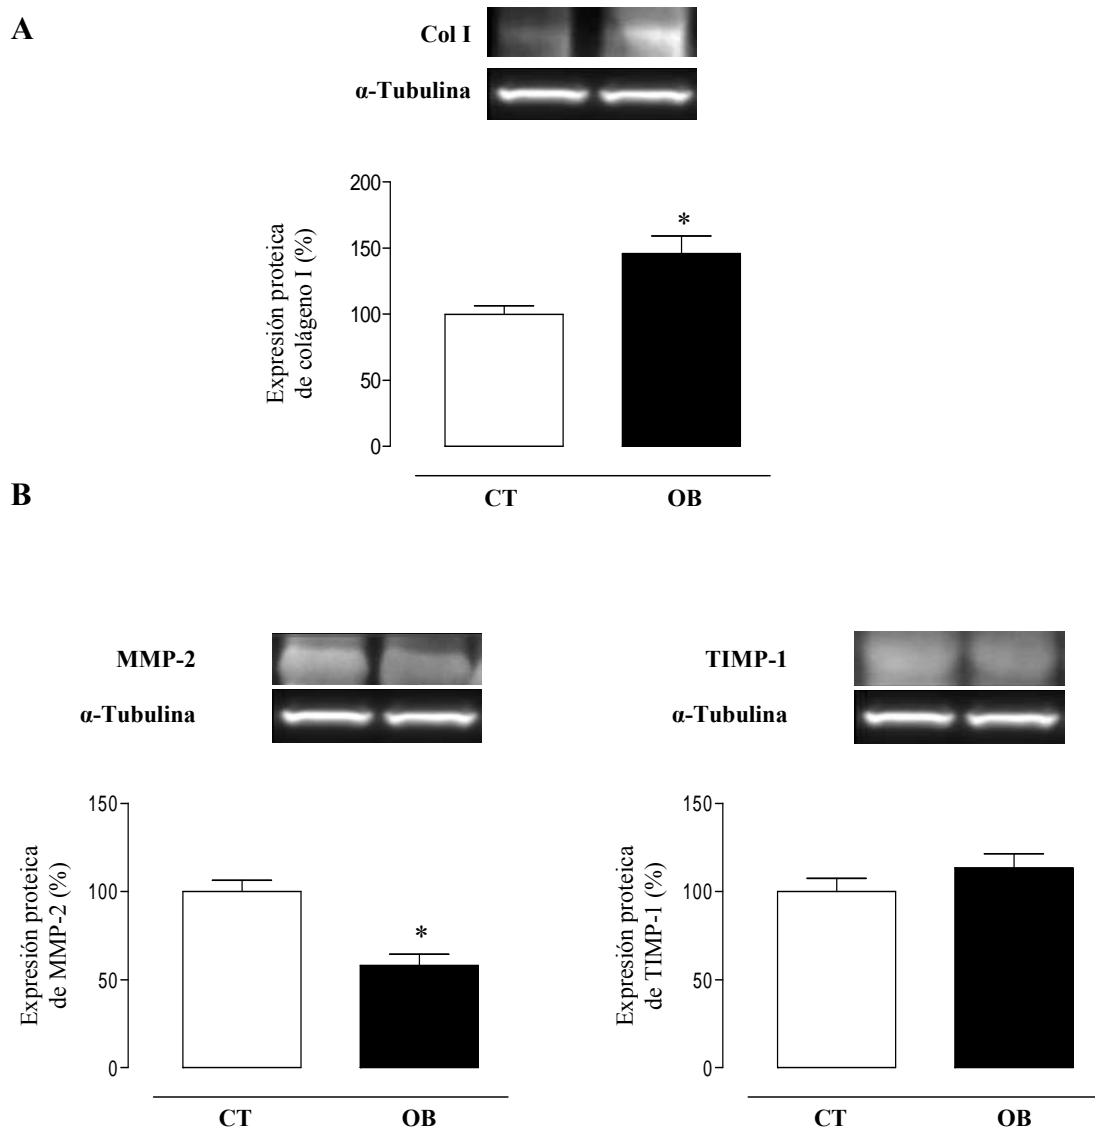 A
Col I
α-Tubulina
200
150
100
50
0
Expresión proteica
de colágeno I (%)
*
CT OB
B
MMP-2
α-Tubulina
150
100
50
0
Expresión proteica
de MMP-2 (%)
*
CT OB
TIMP-1
α-Tubulina
150
100
50
0
Expresión proteica
de TIMP-1 (%)
CT OB